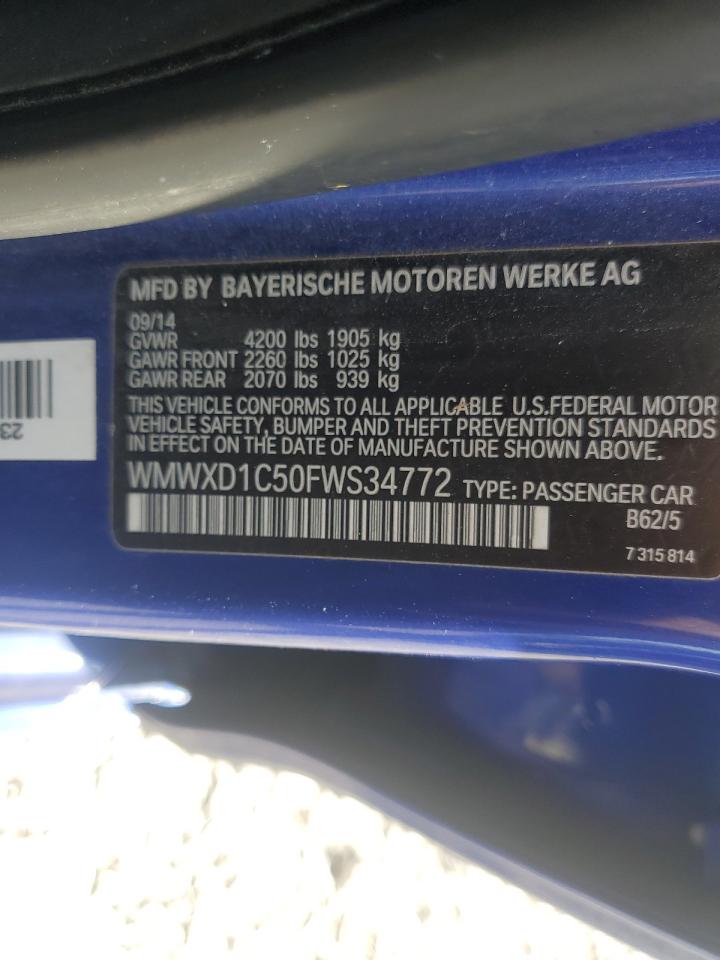 MFD BY BAYERISCHE MOTOREN WERKE AG
09/14
GVWR 4200 lbs 1905 kg
GAWR FRONT 2260 lbs 1025 kg
GAWR REAR 2070 lbs 939 kg
THIS VEHICLE CONFORMS TO ALL APPLICABLE U.S.FEDERAL MOTOR
VEHICLE SAFETY, BUMPER AND THEFT PREVENTION STANDARDS
IN EFFECT ON THE DATE OF MANUFACTURE SHOWN ABOVE.
WMWXD1C50FWS34772 TYPE: PASSENGER CAR
B62/5
7 315 814
23